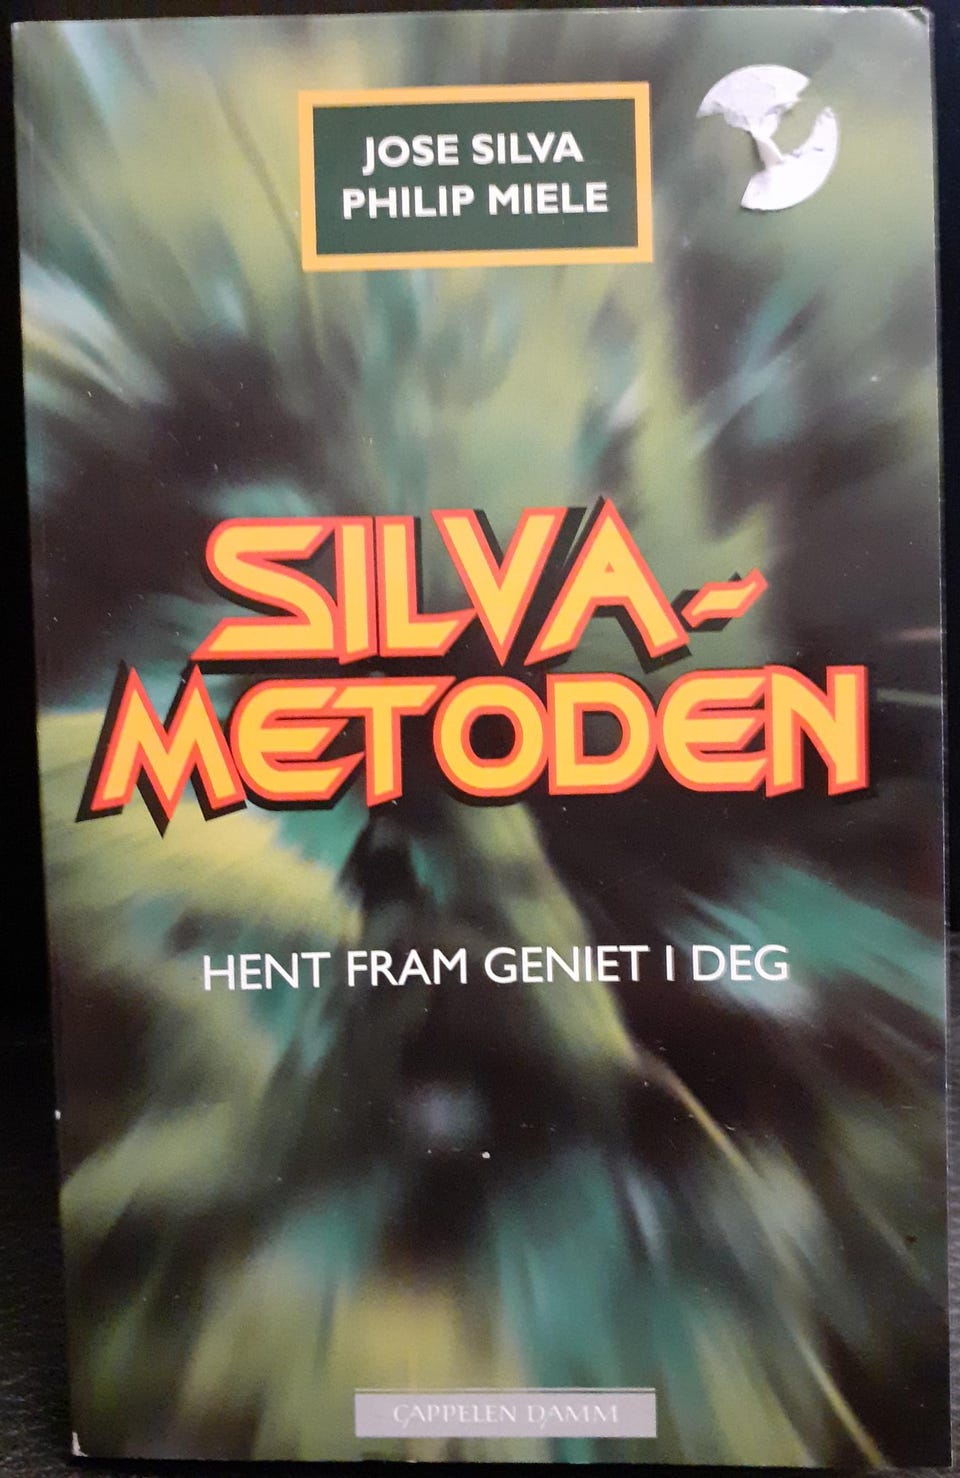 JOSE SILVA
PHILIP MIELE
SILVA-
METODEN
HENT FRAM GENIET I DEG
CAPPELEN DAMM